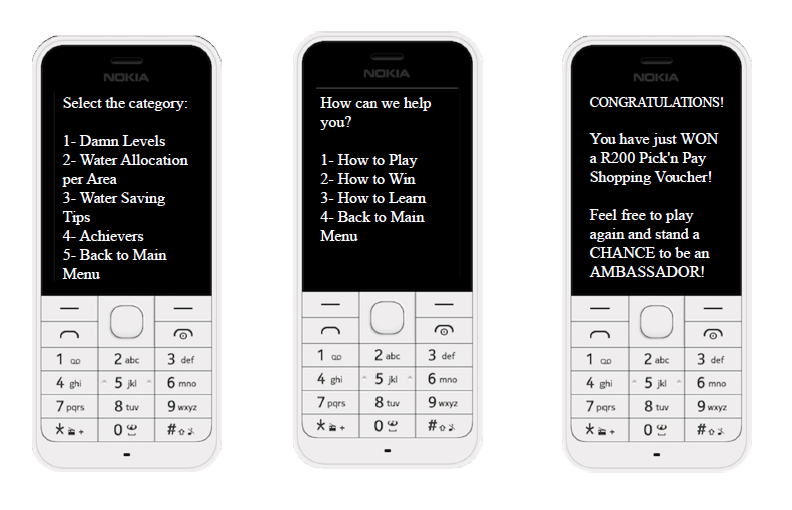 NOKIA
Select the category:
1- Damn Levels
2- Water Allocation
per Area
3- Water Saving
Tips
4- Achievers
5- Back to Main
Menu
1
2 abc
3 def
4 ghi
5 jkl
6 mno
7 pqrs
8 tuv
9 wxyz
* +
0
#
NOKIA
How can we help
you?
1- How to Play
2- How to Win
3- How to Learn
4- Back to Main
Menu
1
2 abc
3 def
4 ghi
5 jkl
6 mno
7 pqrs
8 tuv
9 wxyz
* +
0
#
NOKIA
CONGRATULATIONS!
You have just WON
a R200 Pick'n Pay
Shopping Voucher!
Feel free to play
again and stand a
CHANCE to be an
AMBASSADOR!
1
2 abc
3 def
4 ghi
5 jkl
6 mno
7 pqrs
8 tuv
9 wxyz
* +
0
#